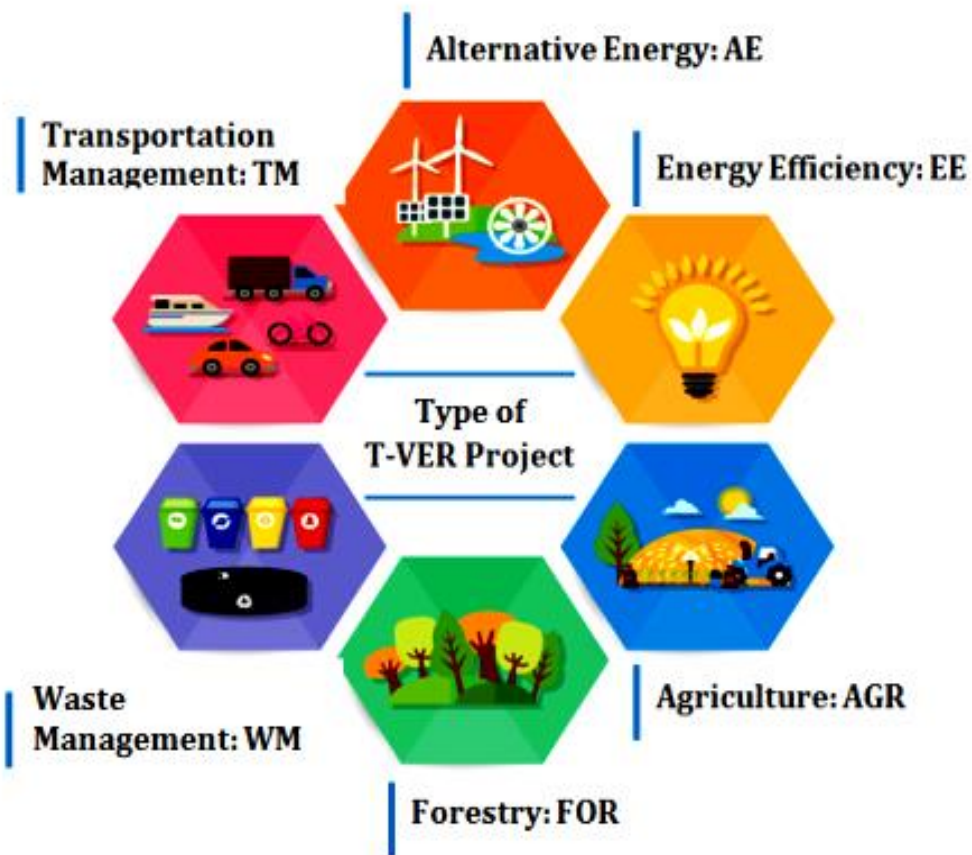 Alternative Energy: AE
Transportation
Management: TM
Energy Efficiency: EE
Type of
T-VER Project
Waste
Management: WM
Agriculture: AGR
Forestry: FOR